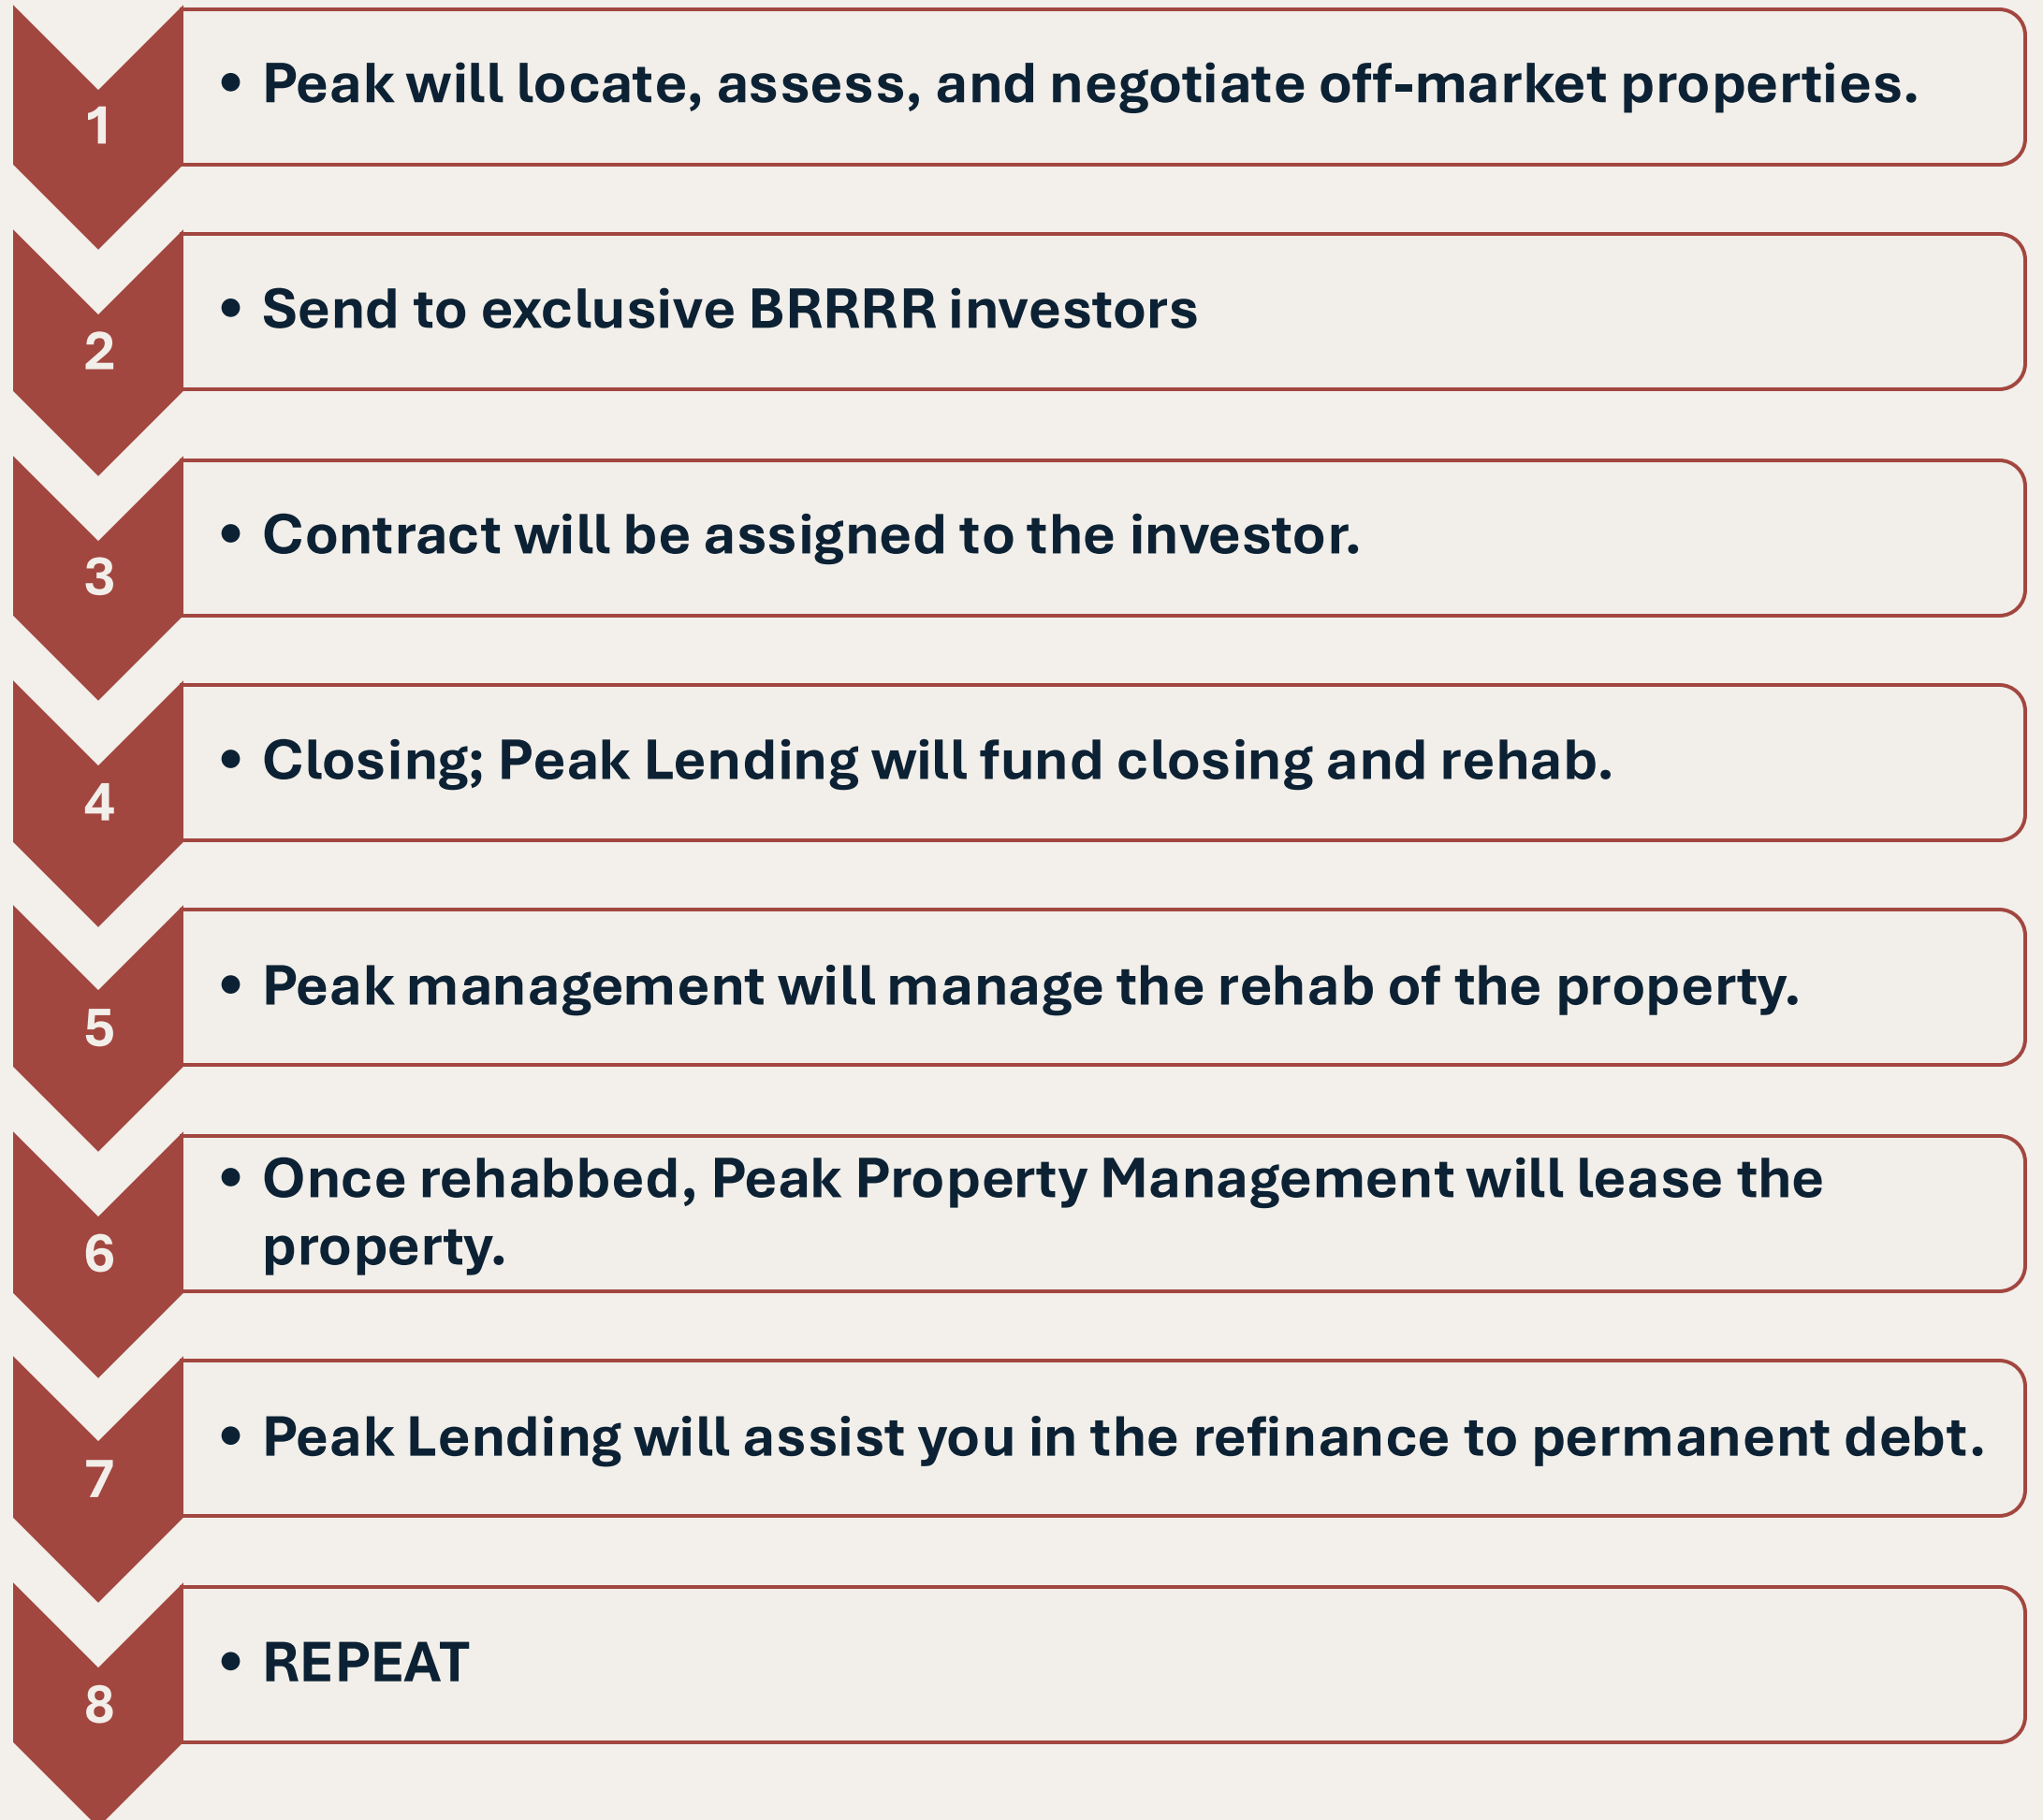 1
• Peak will locate, assess, and negotiate off-market properties.
2
• Send to exclusive BRRRR investors
3
• Contract will be assigned to the investor.
4
• Closing; Peak Lending will fund closing and rehab.
5
• Peak management will manage the rehab of the property.
6
• Once rehabbed, Peak Property Management will lease the
property.
7
• Peak Lending will assist you in the refinance to permanent debt.
8
• REPEAT